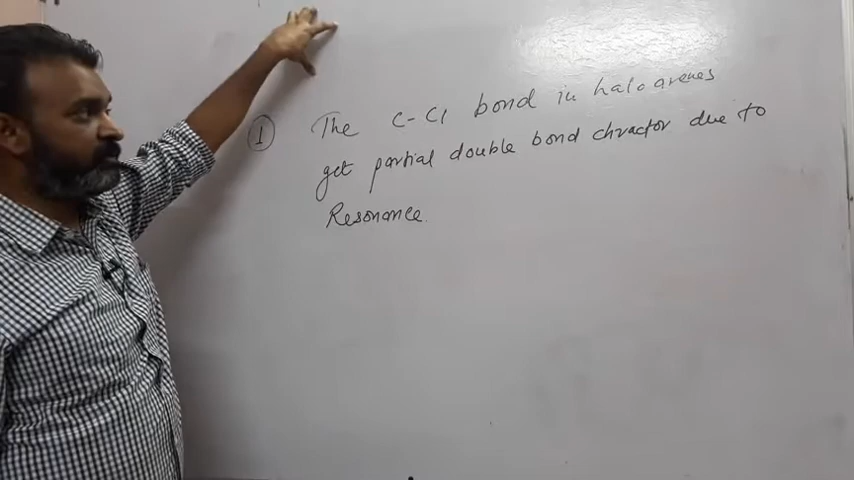 ① The C-Cl bond in haloarenes
get partial double bond chractor due to
Resonance.